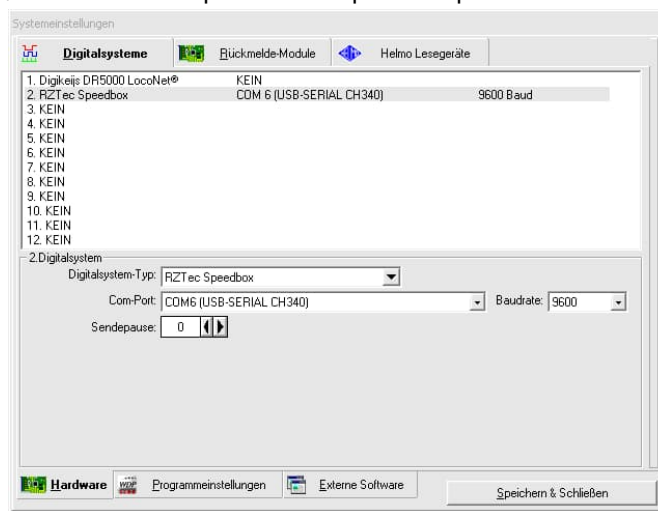 Systemeinstellungen
Digitalsysteme Rückmelde-Module Helmo Lesegeräte
1. Digikeijs DR5000 LocoNet® KEIN
2. RZTec Speedbox COM 6 (USB-SERIAL CH340) 9600 Baud
3. KEIN
4. KEIN
5. KEIN
6. KEIN
7. KEIN
8. KEIN
9. KEIN
10. KEIN
11. KEIN
12. KEIN
2.Digitalsystem
Digitalsystem-Typ: RZTec Speedbox
Com-Port: COM6 (USB-SERIAL CH340) Baudrate: 9600
Sendepause: 0
Hardware WDP Programmeinstellungen Externe Software Speichern & Schließen